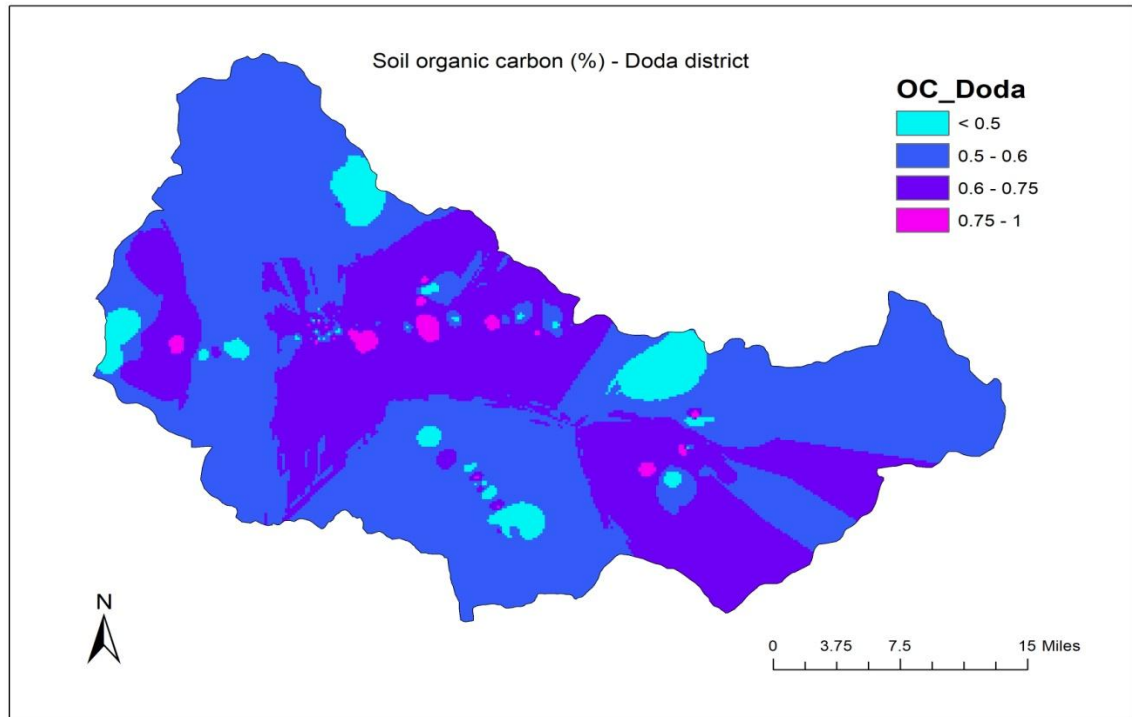 Soil organic carbon (%) - Doda district
OC_Doda
< 0.5
0.5 - 0.6
0.6 - 0.75
0.75 - 1
N
0 3.75 7.5 15 Miles